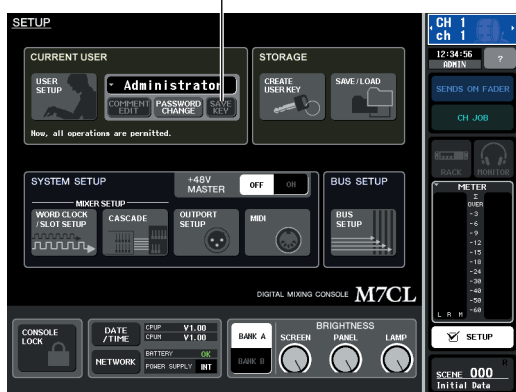 SETUP
CURRENT USER
USER
SETUP
Administrator
COMMENT
EDIT
PASSWORD
CHANGE
SAVE
KEY
Now, all operations are permitted.
STORAGE
CREATE
USER KEY
SAVE/LOAD
SYSTEM SETUP
+48V
MASTER
OFF
ON
MIXER SETUP
WORD CLOCK
/SLOT SETUP
CASCADE
OUTPORT
SETUP
MIDI
BUS SETUP
BUS
SETUP
DIGITAL MIXING CONSOLE M7CL
CONSOLE
LOCK
DATE
/TIME
CPUP V1.00
CPUM V1.00
NETWORK
BATTERY OK
POWER SUPPLY INT
BANK A
BANK B
BRIGHTNESS
SCREEN
PANEL
LAMP
CH 1
ch 1
12:34:56
ADMIN
?
SENDS ON FADER
CH JOB
RACK
MONITOR
METER
Σ
OVER
-3
-6
-9
-12
-15
-18
-24
-30
-40
-50
-60
L R M
SETUP
SCENE 000
R
Initial Data